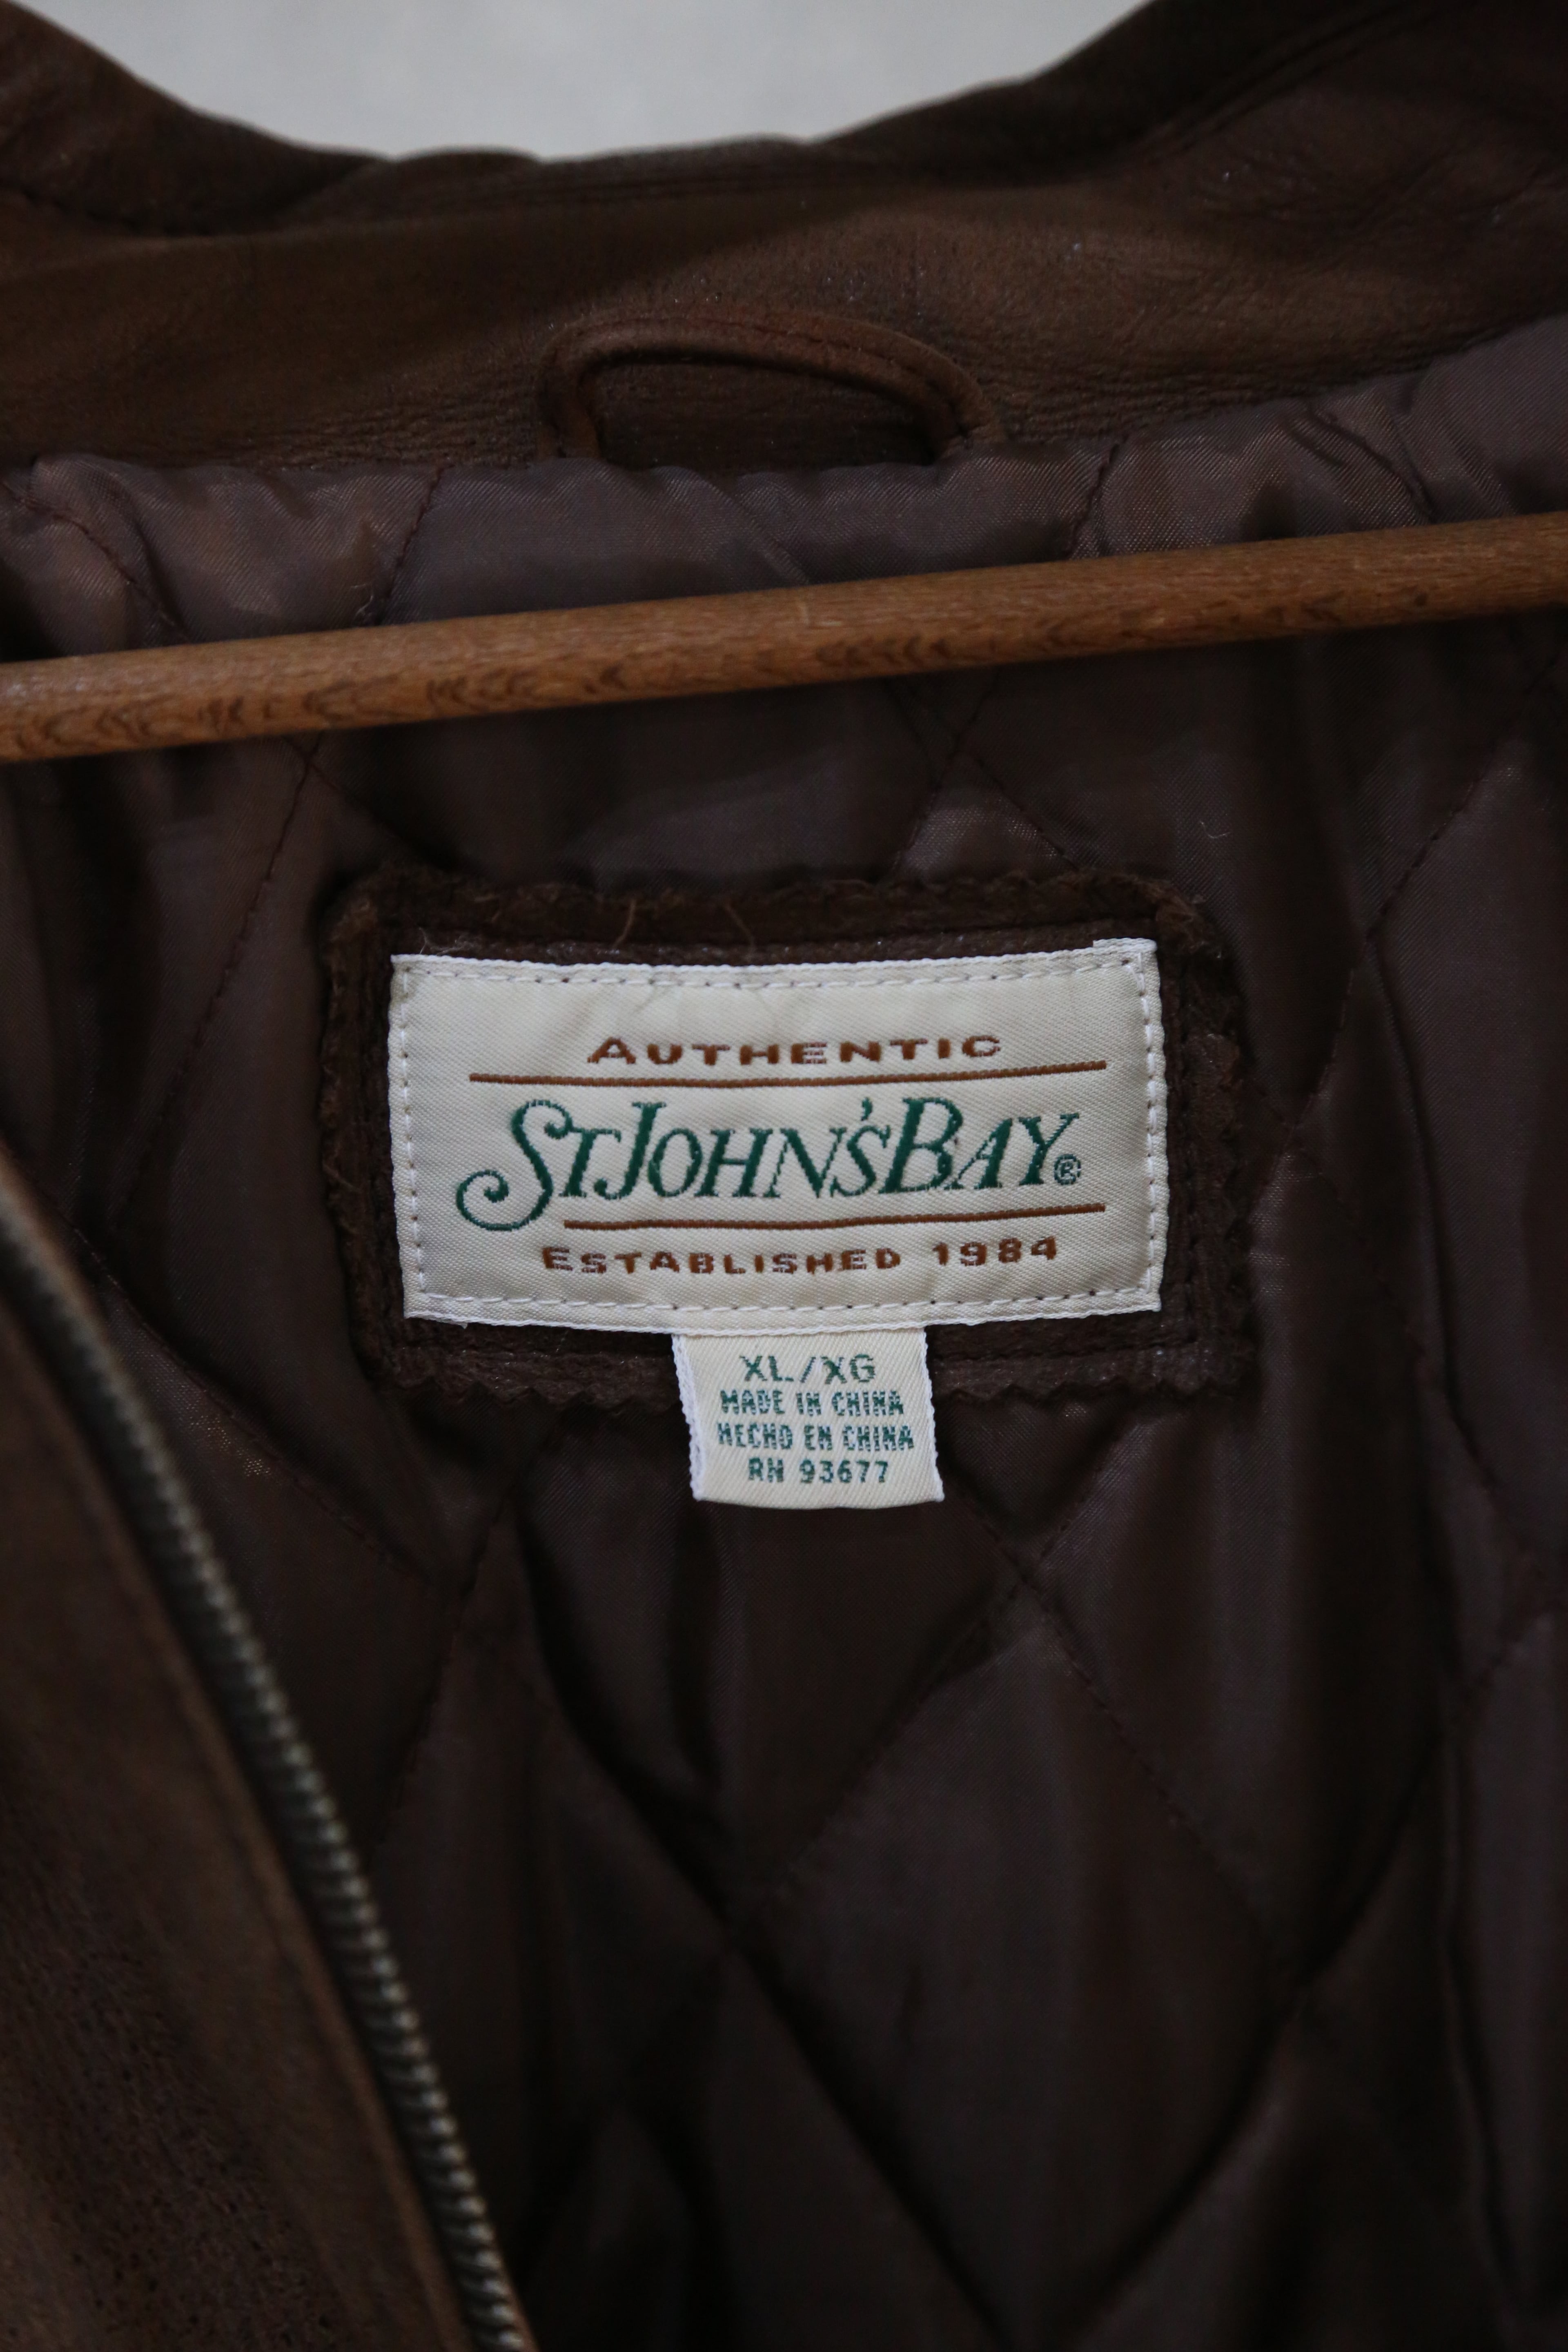 AUTHENTIC
ST JOHN'S BAY®
ESTABLISHED 1984
XL/XG
MADE IN CHINA
HECHO EN CHINA
RN 93677